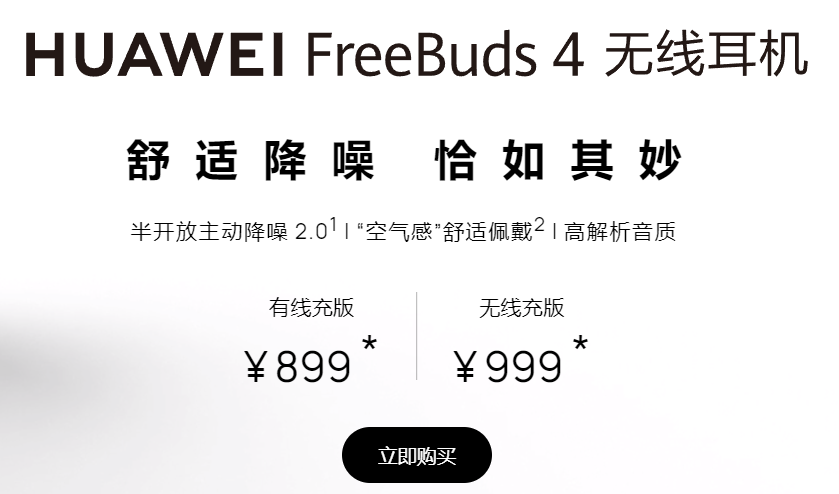 HUAWEI FreeBuds 4 无线耳机
舒适降噪 恰如其妙
半开放主动降噪 2.0¹ | “空气感”舒适佩戴² | 高解析音质
有线充版 无线充版
¥899* ¥999*
立即购买